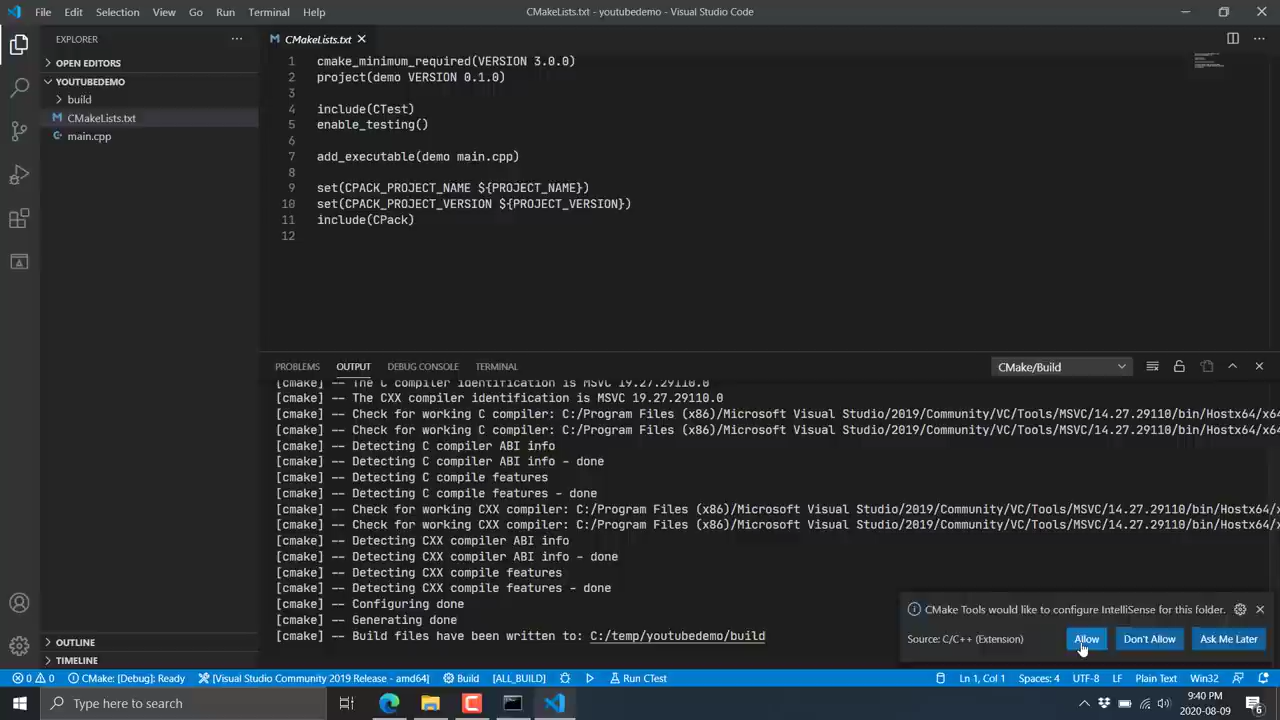 File Edit Selection View Go Run Terminal Help
CMakeLists.txt - youtubedemo - Visual Studio Code
EXPLORER
OPEN EDITORS
YOUTUBEDEMO
build
CMakeLists.txt
main.cpp
OUTLINE
TIMELINE
CMakeLists.txt
1 cmake_minimum_required(VERSION 3.0.0)
2 project(demo VERSION 0.1.0)
3
4 include(CTest)
5 enable_testing()
6
7 add_executable(demo main.cpp)
8
9 set(CPACK_PROJECT_NAME ${PROJECT_NAME})
10 set(CPACK_PROJECT_VERSION ${PROJECT_VERSION})
11 include(CPack)
12
PROBLEMS OUTPUT DEBUG CONSOLE TERMINAL CMake/Build
[cmake] -- The C compiler identification is MSVC 19.27.29110.0
[cmake] -- The CXX compiler identification is MSVC 19.27.29110.0
[cmake] -- Check for working C compiler: C:/Program Files (x86)/Microsoft Visual Studio/2019/Community/VC/Tools/MSVC/14.27.29110/bin/Hostx64/x64
[cmake] -- Check for working C compiler: C:/Program Files (x86)/Microsoft Visual Studio/2019/Community/VC/Tools/MSVC/14.27.29110/bin/Hostx64/x64
[cmake] -- Detecting C compiler ABI info
[cmake] -- Detecting C compiler ABI info - done
[cmake] -- Detecting C compile features
[cmake] -- Detecting C compile features - done
[cmake] -- Check for working CXX compiler: C:/Program Files (x86)/Microsoft Visual Studio/2019/Community/VC/Tools/MSVC/14.27.29110/bin/Hostx64/x
[cmake] -- Check for working CXX compiler: C:/Program Files (x86)/Microsoft Visual Studio/2019/Community/VC/Tools/MSVC/14.27.29110/bin/Hostx64/x
[cmake] -- Detecting CXX compiler ABI info
[cmake] -- Detecting CXX compiler ABI info - done
[cmake] -- Detecting CXX compile features
[cmake] -- Detecting CXX compile features - done
[cmake] -- Configuring done
[cmake] -- Generating done
[cmake] -- Build files have been written to: C:/temp/youtubedemo/build
CMake Tools would like to configure IntelliSense for this folder.
Source: C/C++ (Extension) Allow Don't Allow Ask Me Later
0 0 CMake: [Debug]: Ready [Visual Studio Community 2019 Release - amd64] Build [ALL_BUILD] Run CTest Ln 1, Col 1 Spaces: 4 UTF-8 LF Plain Text Win32
Type here to search
9:40 PM
2020-08-09
6